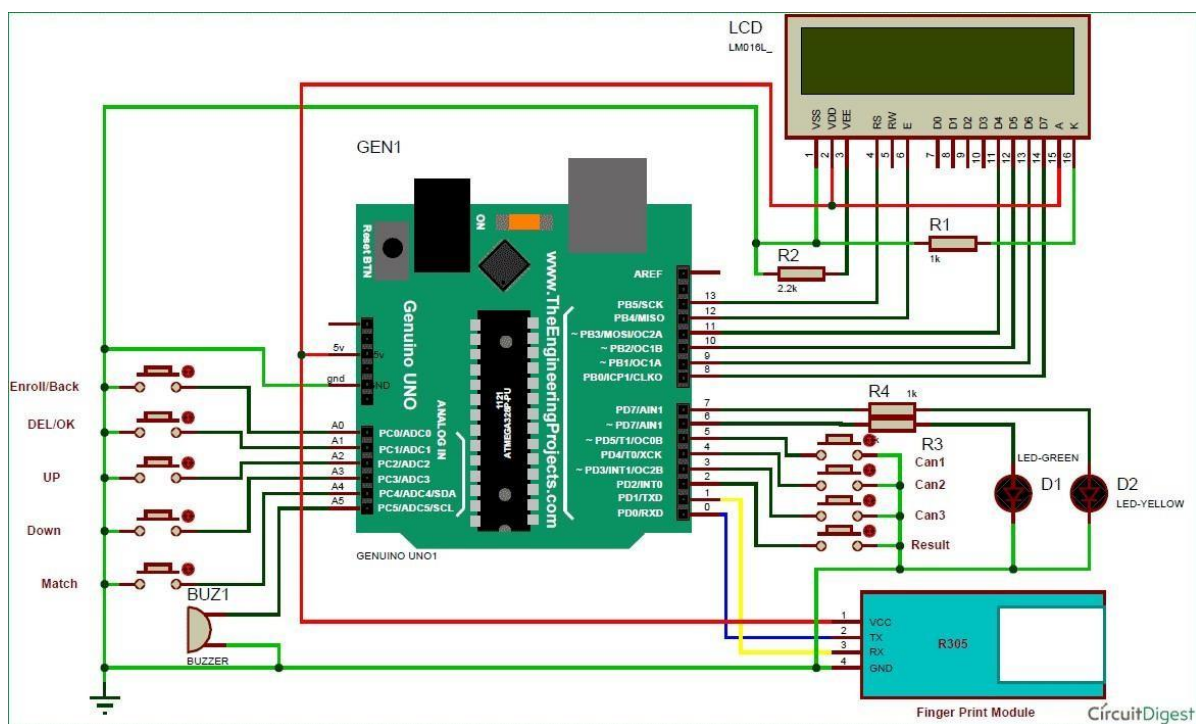 LCD
LM016L_
VSS VDD VEE RS RW E D0 D1 D2 D3 D4 D5 D6 D7 A K
1 2 3 4 5 6 7 8 9 10 11 12 13 14 15 16
R1
1k
R2
2.2k
GEN1
Reset BTN
ON
Genuino UNO
www.TheEngineeringProjects.com
1121
ATMEGA328P-PU
ANALOG IN
AREF
PB5/SCK 13
PB4/MISO 12
~ PB3/MOSI/OC2A 11
~ PB2/OC1B 10
~ PB1/OC1A 9
PB0/ICP1/CLKO 8
PD7/AIN1 7
~ PD7/AIN1 6
~ PD5/T1/OC0B 5
PD4/T0/XCK 4
~ PD3/INT1/OC2B 3
PD2/INT0 2
PD1/TXD 1
PD0/RXD 0
5v 5v
gnd GND
A0 PC0/ADC0
A1 PC1/ADC1
A2 PC2/ADC2
A3 PC3/ADC3
A4 PC4/ADC4/SDA
A5 PC5/ADC5/SCL
GENUINO UNO1
Enroll/Back
DEL/OK
UP
Down
Match
BUZ1
BUZZER
R4 1k
R3
k
Can1
Can2
Can3
Result
LED-GREEN
D1
D2
LED-YELLOW
1 VCC
2 TX
3 RX
4 GND
R305
Finger Print Module
CircuitDigest